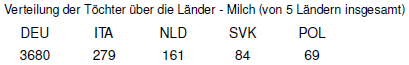 Verteilung der Töchter über die Länder - Milch (von 5 Ländern insgesamt)
DEU ITA NLD SVK POL
3680 279 161 84 69